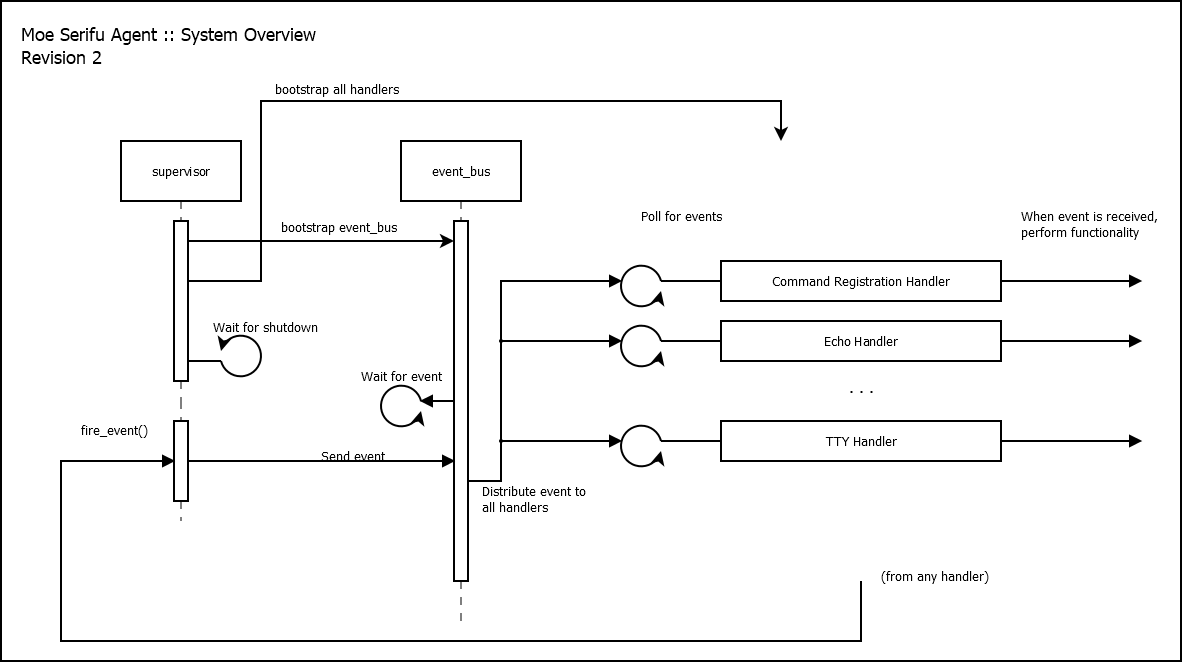 Moe Serifu Agent :: System Overview
Revision 2
bootstrap all handlers
supervisor
event_bus
Poll for events
When event is received,
perform functionality
bootstrap event_bus
Command Registration Handler
Wait for shutdown
Echo Handler
Wait for event
. . .
fire_event()
TTY Handler
Send event
Distribute event to
all handlers
(from any handler)